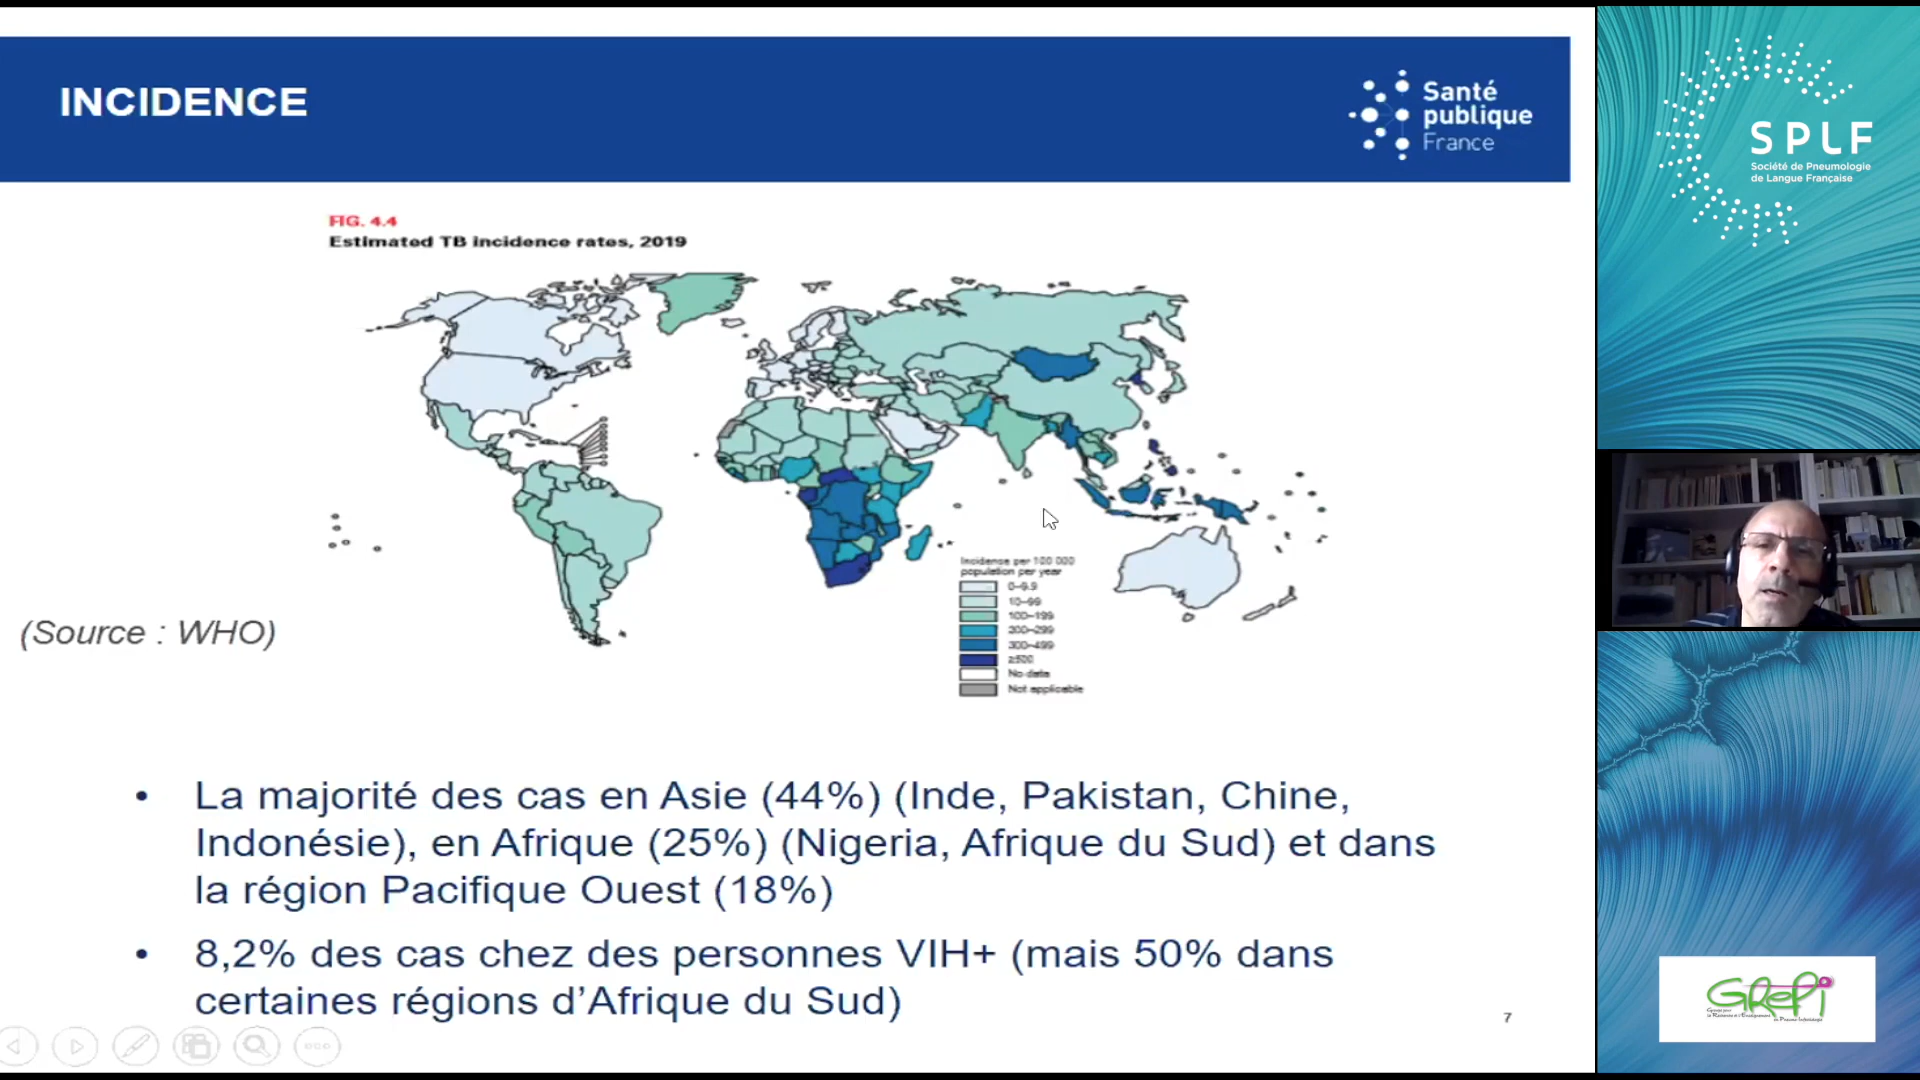 INCIDENCE
Santé
publique
France
FIG. 4.4
Estimated TB incidence rates, 2019
Incidence per 100 000
population per year
0–9.9
10–99
100–199
200–299
300–499
≥500
No data
Not applicable
(Source : WHO)
• La majorité des cas en Asie (44%) (Inde, Pakistan, Chine,
Indonésie), en Afrique (25%) (Nigeria, Afrique du Sud) et dans
la région Pacifique Ouest (18%)
• 8,2% des cas chez des personnes VIH+ (mais 50% dans
certaines régions d’Afrique du Sud)
7
SPLF
Société de Pneumologie
de Langue Française
GREPI